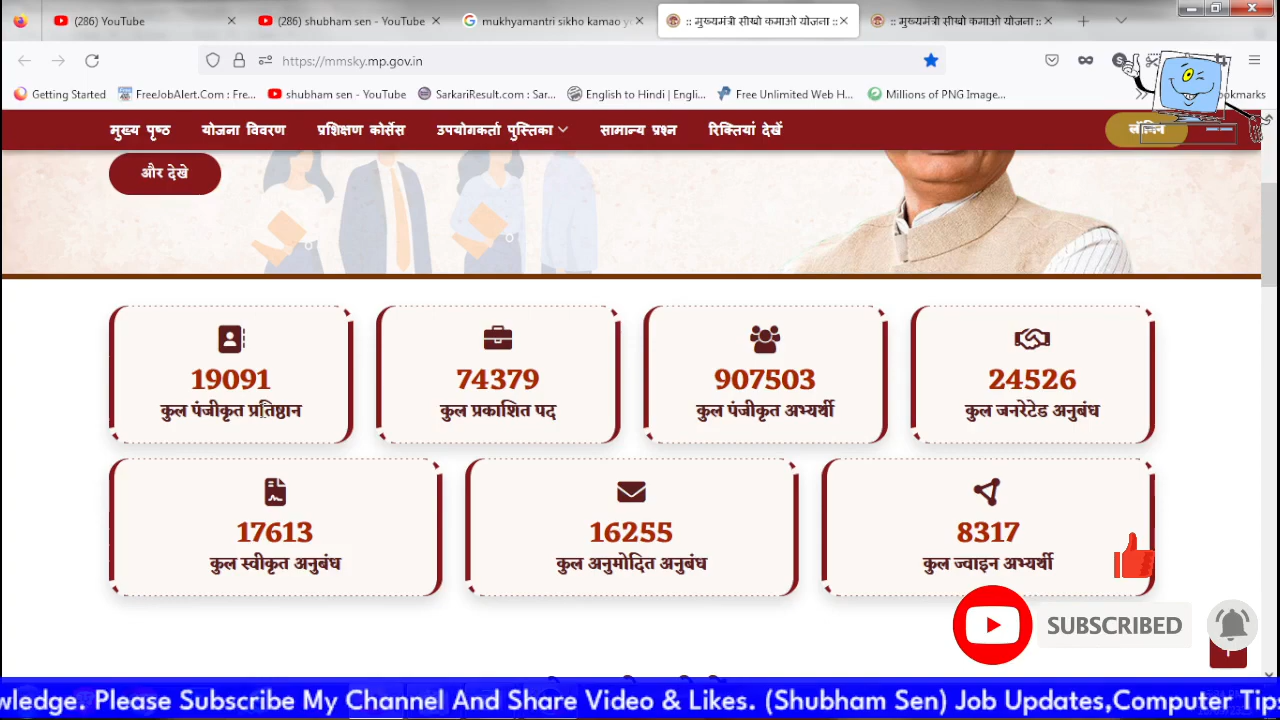 (286) YouTube
(286) shubham sen - YouTube
mukhyamantri sikho kamao
:: मुख्यमंत्री सीखो कमाओ योजना ::
:: मुख्यमंत्री सीखो कमाओ योजना ::
https://mmsky.mp.gov.in
Getting Started
FreeJobAlert.Com : Fre...
shubham sen - YouTube
SarkariResult.com : Sar...
English to Hindi | Engli...
Free Unlimited Web H...
Millions of PNG Image...
मुख्य पृष्ठ
योजना विवरण
प्रशिक्षण कोर्सेस
उपयोगकर्ता पुस्तिका
सामान्य प्रश्न
रिक्तियां देखें
लॉगिन
और देखे
19091
कुल पंजीकृत प्रतिष्ठान
74379
कुल प्रकाशित पद
907503
कुल पंजीकृत अभ्यर्थी
24526
कुल जनरेटेड अनुबंध
17613
कुल स्वीकृत अनुबंध
16255
कुल अनुमोदित अनुबंध
8317
कुल ज्वाइन अभ्यर्थी
SUBSCRIBED
wledge. Please Subscribe My Channel And Share Video & Likes. (Shubham Sen) Job Updates,Computer Tip